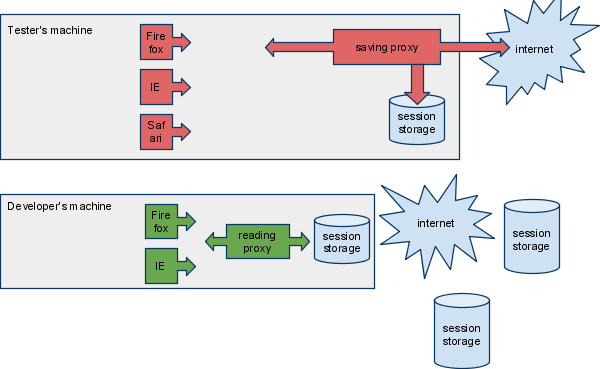 Tester's machine
Fire
fox
saving proxy
internet
IE
session
storage
Saf
ari
Developer's machine
Fire
fox
reading
proxy
session
storage
internet
session
storage
IE
session
storage